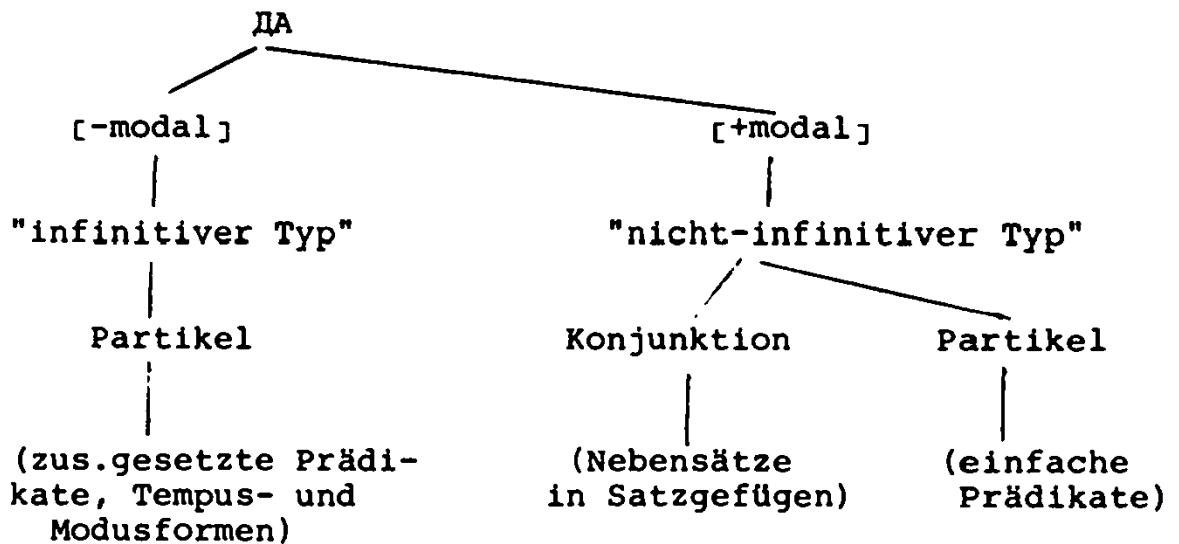 ДА
[-modal] [+modal]
"infinitiver Typ" "nicht-infinitiver Typ"
Partikel Konjunktion Partikel
(zus.gesetzte Prädi- (Nebensätze (einfache
kate, Tempus- und in Satzgefügen) Prädikate)
Modusformen)